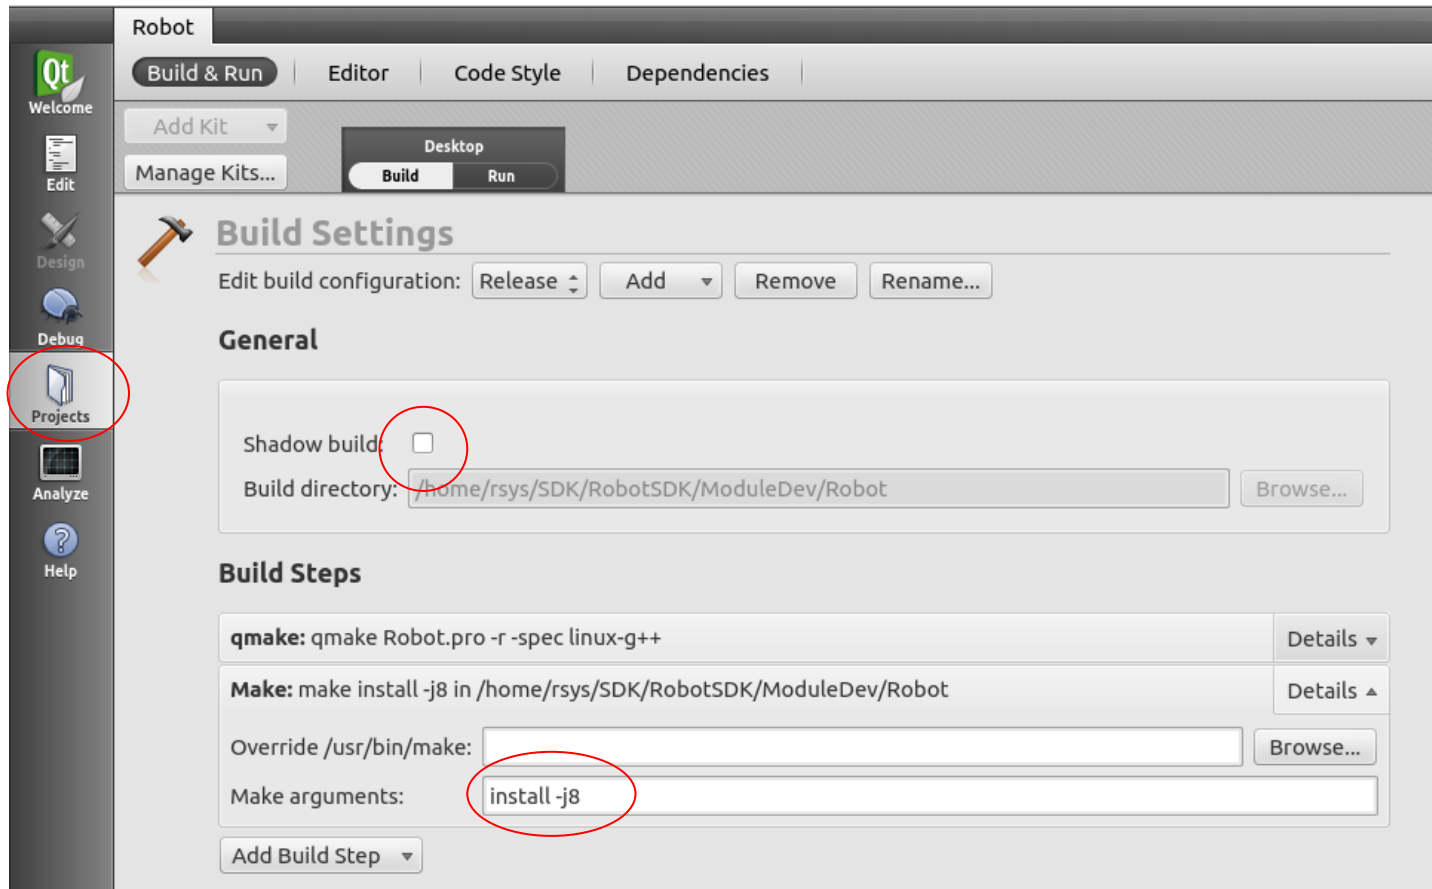 Robot
Qt
Welcome
Edit
Design
Debug
Projects
Analyze
Help
Build & Run
Editor
Code Style
Dependencies
Add Kit
Manage Kits...
Desktop
Build
Run
Build Settings
Edit build configuration: Release Add Remove Rename...
General
Shadow build:
Build directory: /home/rsys/SDK/RobotSDK/ModuleDev/Robot Browse...
Build Steps
qmake: qmake Robot.pro -r -spec linux-g++ Details
Make: make install -j8 in /home/rsys/SDK/RobotSDK/ModuleDev/Robot Details
Override /usr/bin/make: Browse...
Make arguments: install -j8
Add Build Step